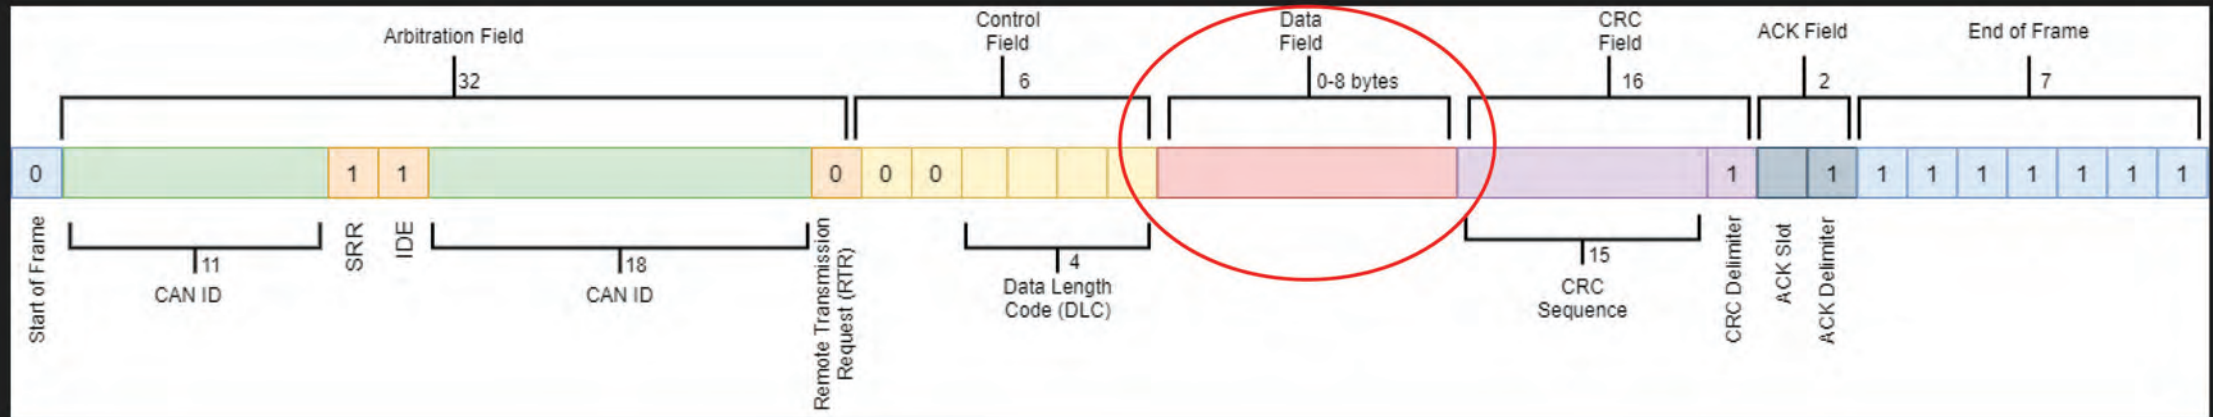 Arbitration Field
32
Control
Field
6
Data
Field
0-8 bytes
CRC
Field
16
ACK Field
2
End of Frame
7
0
1
1
0
0
0
1
1
1
1
1
1
1
1
1
Start of Frame
11
CAN ID
SRR
IDE
18
CAN ID
Remote Transmission
Request (RTR)
4
Data Length
Code (DLC)
15
CRC
Sequence
CRC Delimiter
ACK Slot
ACK Delimiter